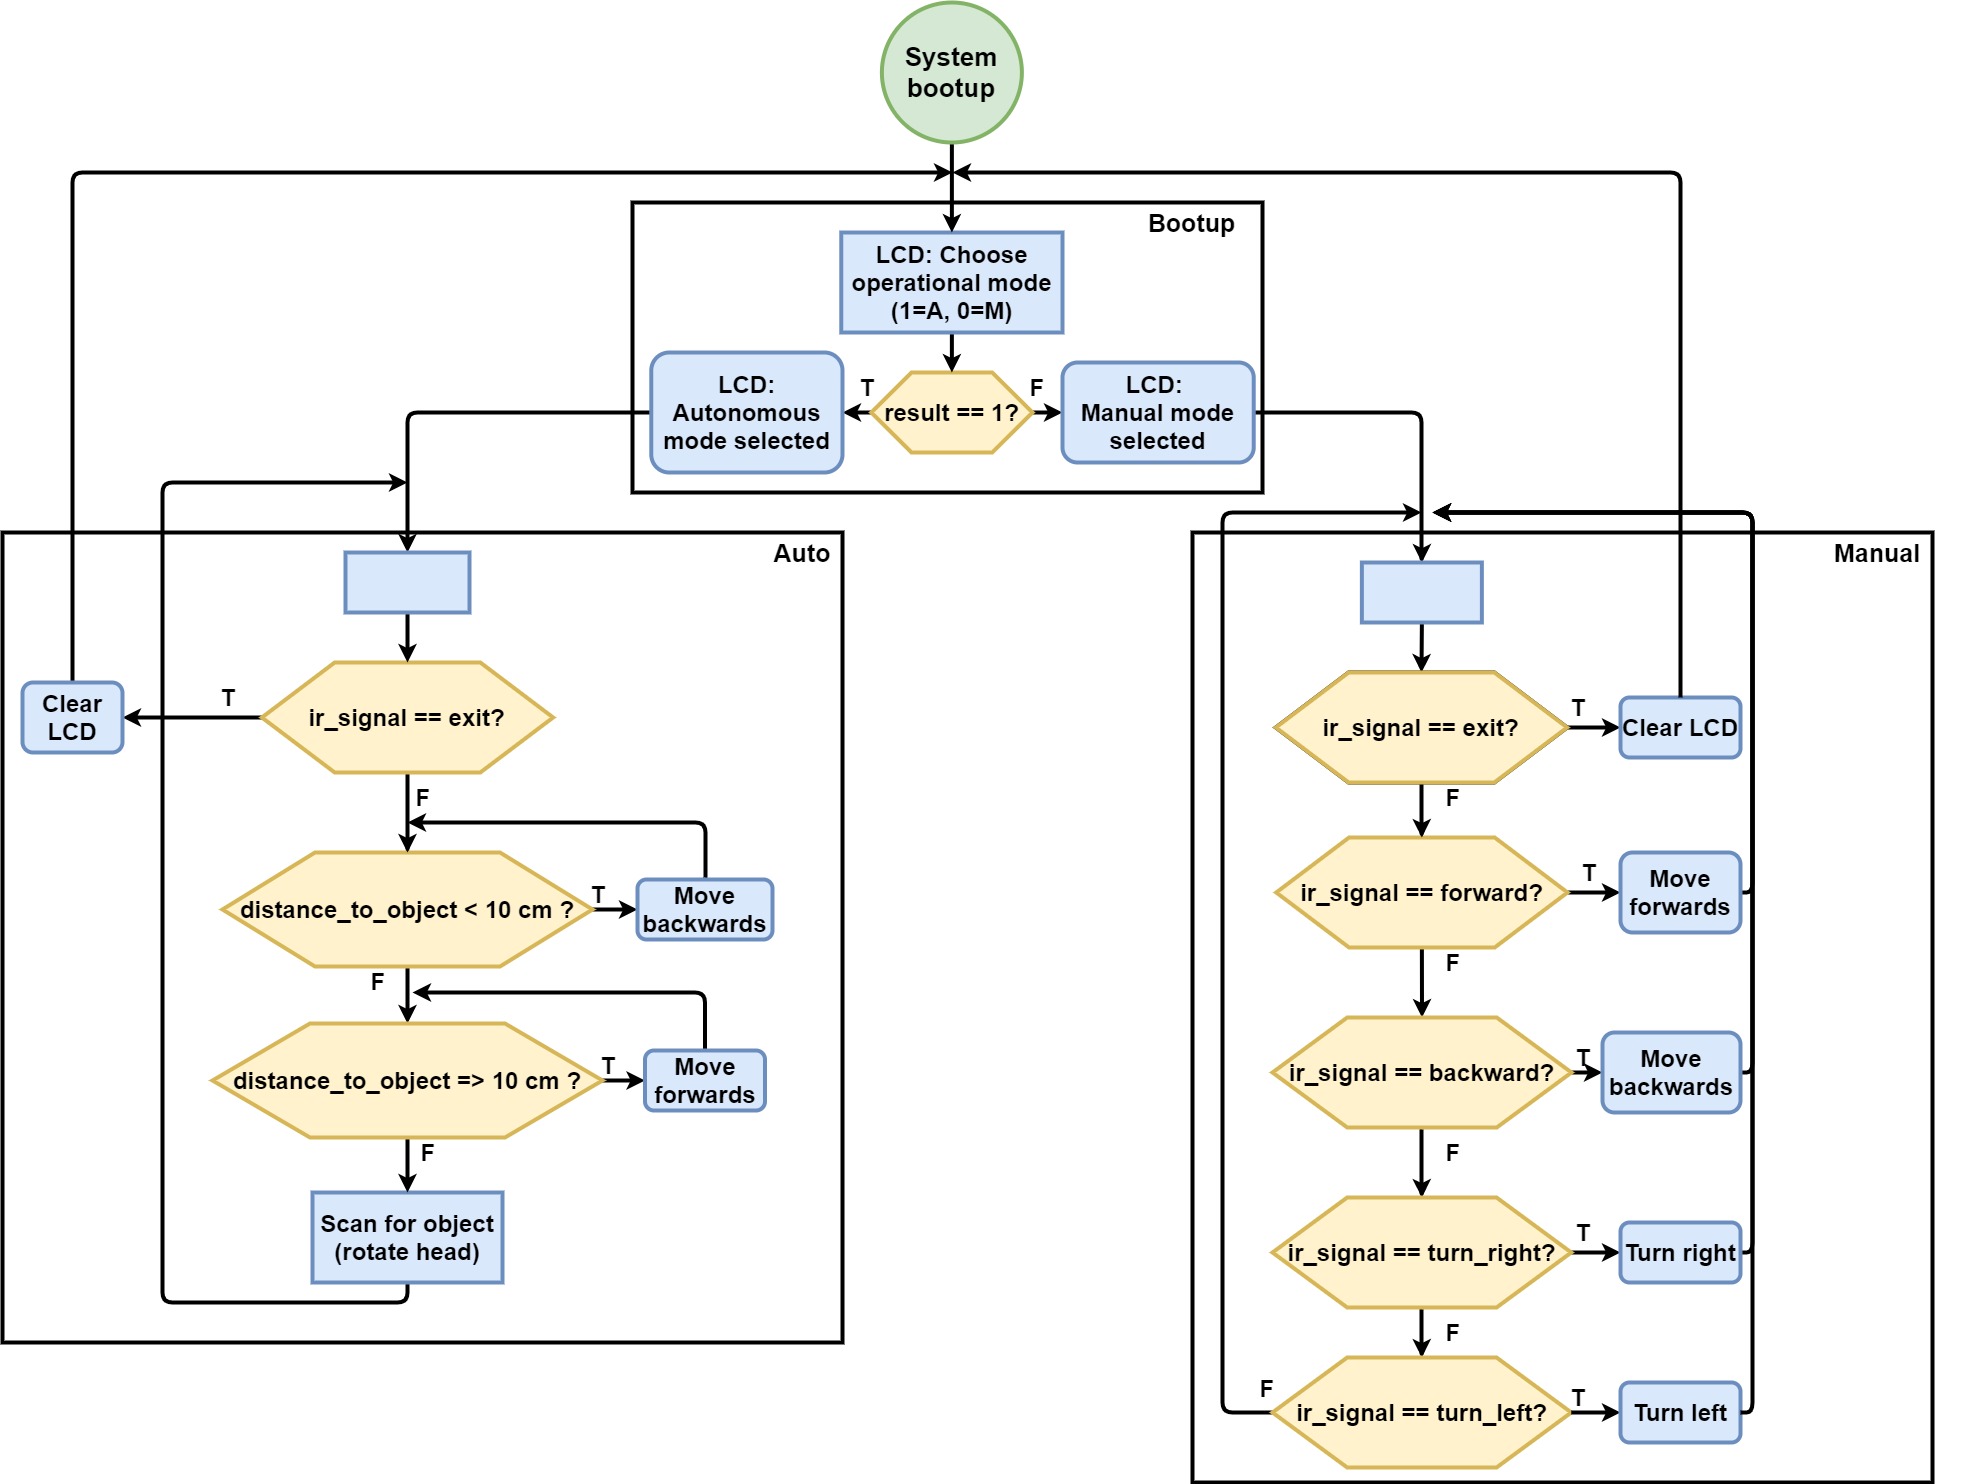 System
bootup
Bootup
LCD: Choose
operational mode
(1=A, 0=M)
LCD:
Autonomous
mode selected
T
result == 1?
F
LCD:
Manual mode
selected
Auto
Clear
LCD
T
ir_signal == exit?
F
distance_to_object < 10 cm ?
T
Move
backwards
F
distance_to_object => 10 cm ?
T
Move
forwards
F
Scan for object
(rotate head)
Manual
ir_signal == exit?
T
Clear LCD
F
ir_signal == forward?
T
Move
forwards
F
ir_signal == backward?
T
Move
backwards
F
ir_signal == turn_right?
T
Turn right
F
F
ir_signal == turn_left?
T
Turn left